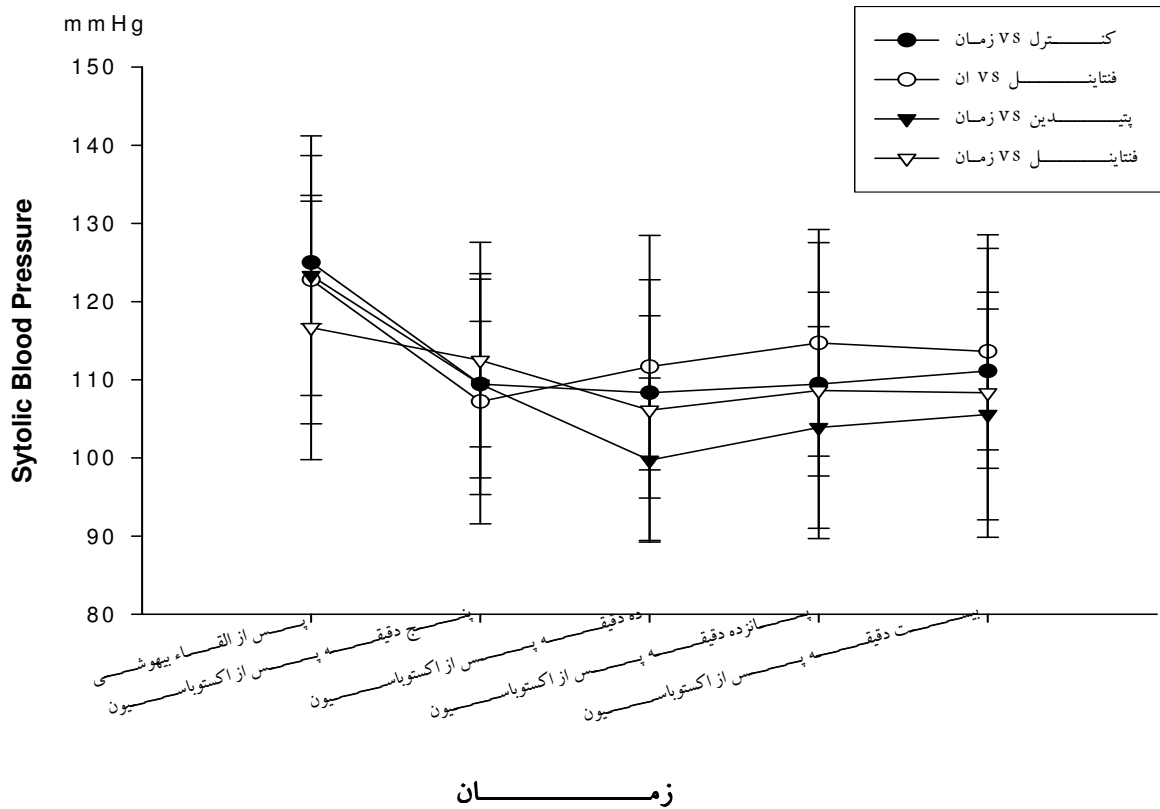 mmHg
کنترل vs زمان
فنتاینل vs ان
پتیدین vs زمان
فنتاینل vs زمان
150
140
130
120
110
100
90
80
Sytolic Blood Pressure
پس از القاء بیهوشی
پنج دقیقه پس از اکستوباسیون
ده دقیقه پس از اکستوباسیون
پانزده دقیقه پس از اکستوباسیون
بیست دقیقه پس از اکستوباسیون
زمان